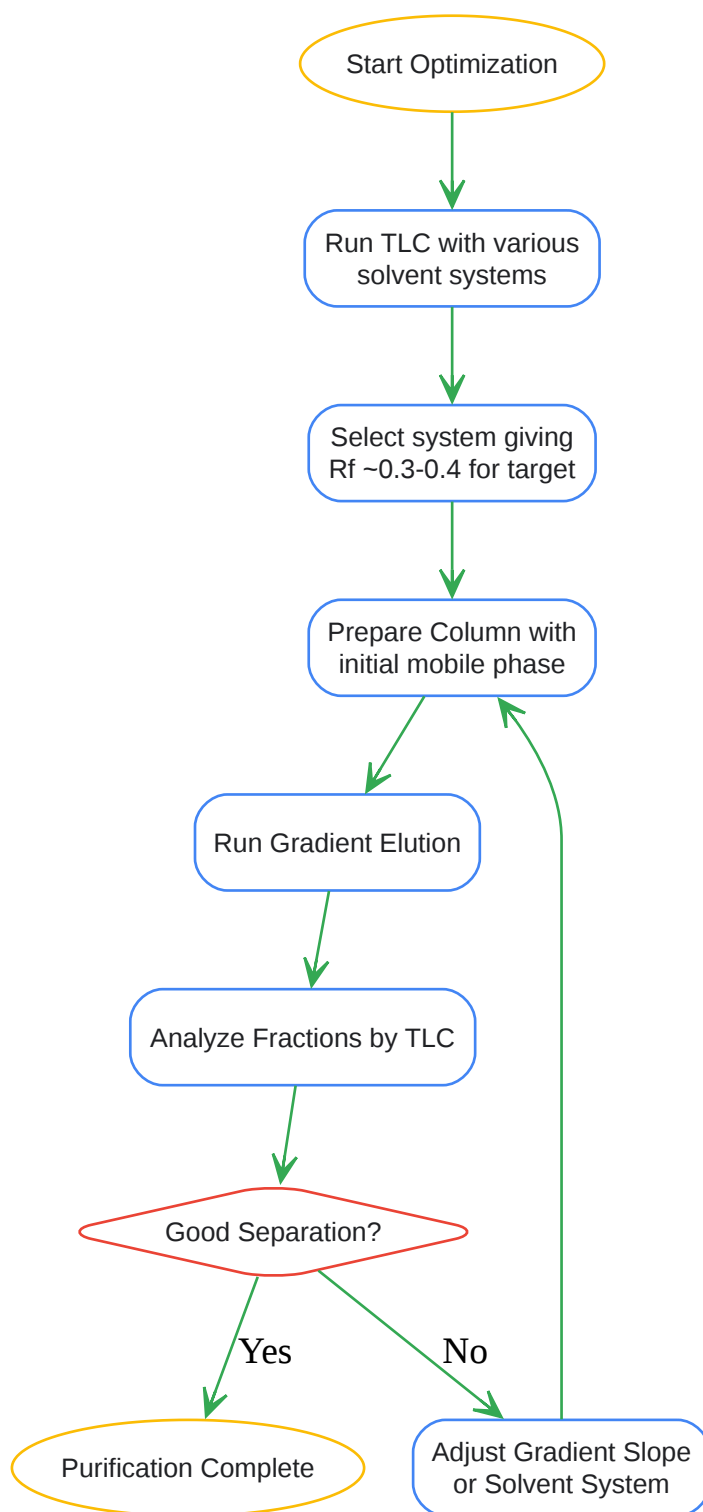 Start Optimization
Run TLC with various
solvent systems
Select system giving
Rf ~0.3-0.4 for target
Prepare Column with
initial mobile phase
Run Gradient Elution
Analyze Fractions by TLC
Good Separation?
Yes
No
Purification Complete
Adjust Gradient Slope
or Solvent System